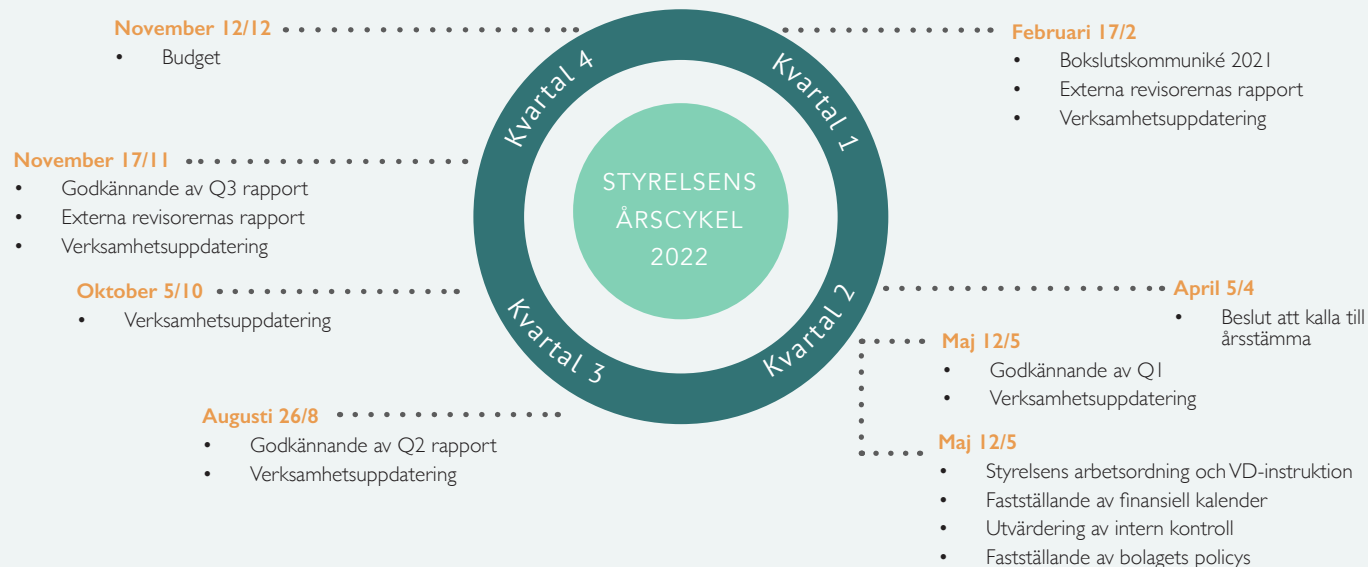 November 12/12
• Budget
Februari 17/2
• Bokslutskommuniké 2021
• Externa revisorernas rapport
• Verksamhetsuppdatering
Kvartal 4
Kvartal 1
November 17/11
• Godkännande av Q3 rapport
• Externa revisorernas rapport
• Verksamhetsuppdatering
STYRELSENS
ÅRSCYKEL
2022
Oktober 5/10
• Verksamhetsuppdatering
April 5/4
• Beslut att kalla till
årsstämma
Kvartal 3
Kvartal 2
Maj 12/5
• Godkännande av Q1
• Verksamhetsuppdatering
Augusti 26/8
• Godkännande av Q2 rapport
• Verksamhetsuppdatering
Maj 12/5
• Styrelsens arbetsordning och VD-instruktion
• Fastställande av finansiell kalender
• Utvärdering av intern kontroll
• Fastställande av bolagets policys